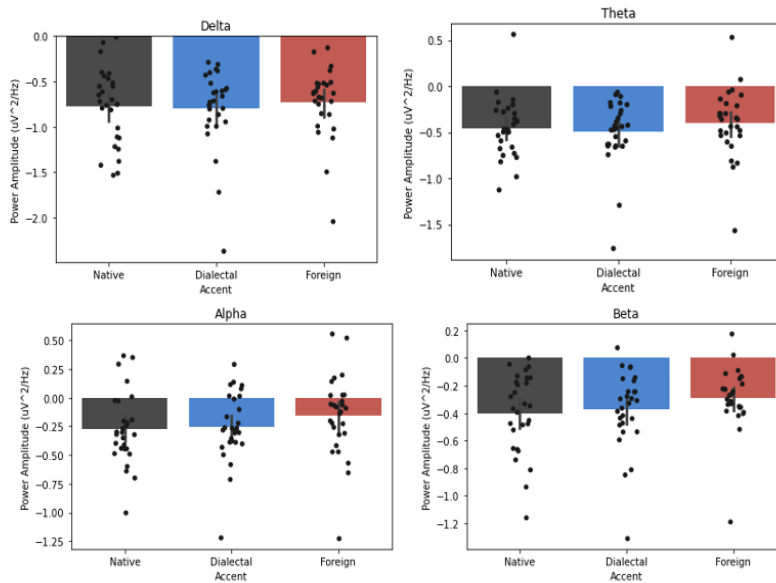 Delta
Power Amplitude (uV^2/Hz)
0.0
−0.5
−1.0
−1.5
−2.0
Native
Dialectal
Foreign
Accent
Theta
Power Amplitude (uV^2/Hz)
0.5
0.0
−0.5
−1.0
−1.5
Native
Dialectal
Foreign
Accent
Alpha
Power Amplitude (uV^2/Hz)
0.50
0.25
0.00
−0.25
−0.50
−0.75
−1.00
−1.25
Native
Dialectal
Foreign
Accent
Beta
Power Amplitude (uV^2/Hz)
0.2
0.0
−0.2
−0.4
−0.6
−0.8
−1.0
−1.2
Native
Dialectal
Foreign
Accent